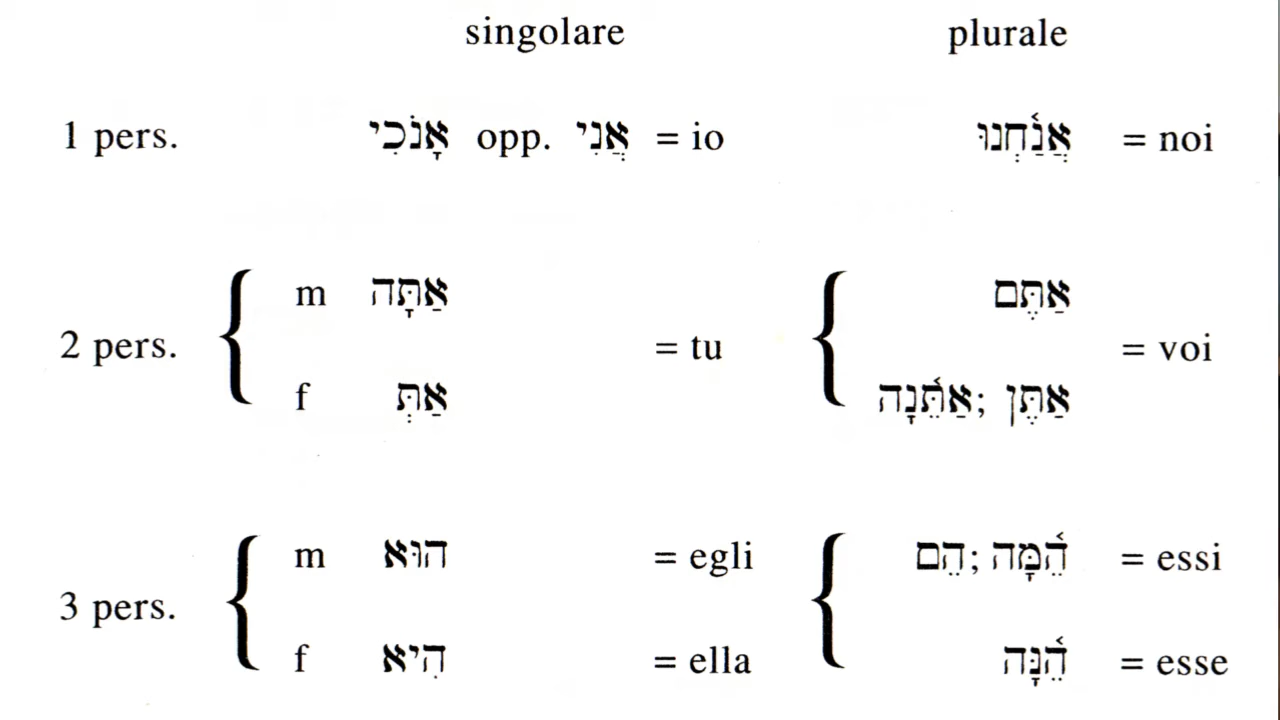 singolare plurale
1 pers. אָנֹכִי opp. אֲנִי = io אֲנַ֫חְנוּ = noi
m אַתָּה אַתֶּם
2 pers. = tu = voi
f אַתְּ אַתֶּן ;אַתֵּ֫נָה
m הוּא = egli הֵ֫מָּה ;הֵם = essi
3 pers.
f הִיא = ella הֵ֫נָּה = esse